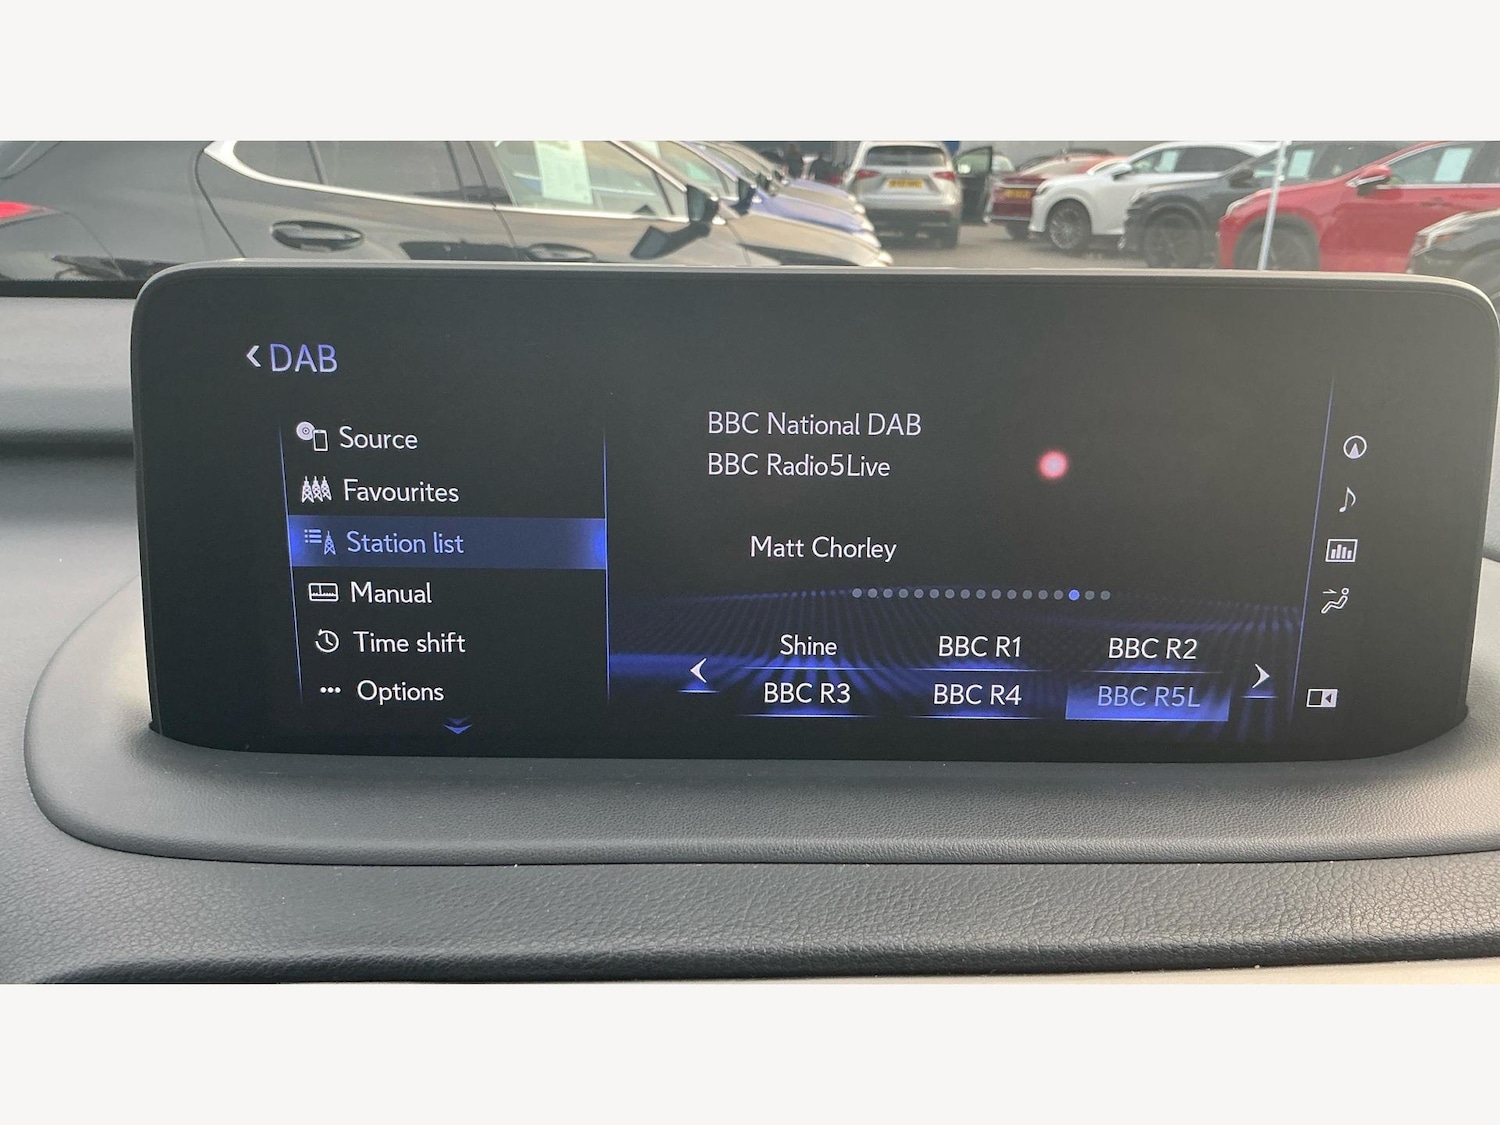 DAB
Source
Favourites
Station list
Manual
Time shift
Options
BBC National DAB
BBC Radio5Live
Matt Chorley
Shine BBC R1 BBC R2
BBC R3 BBC R4 BBC R5L